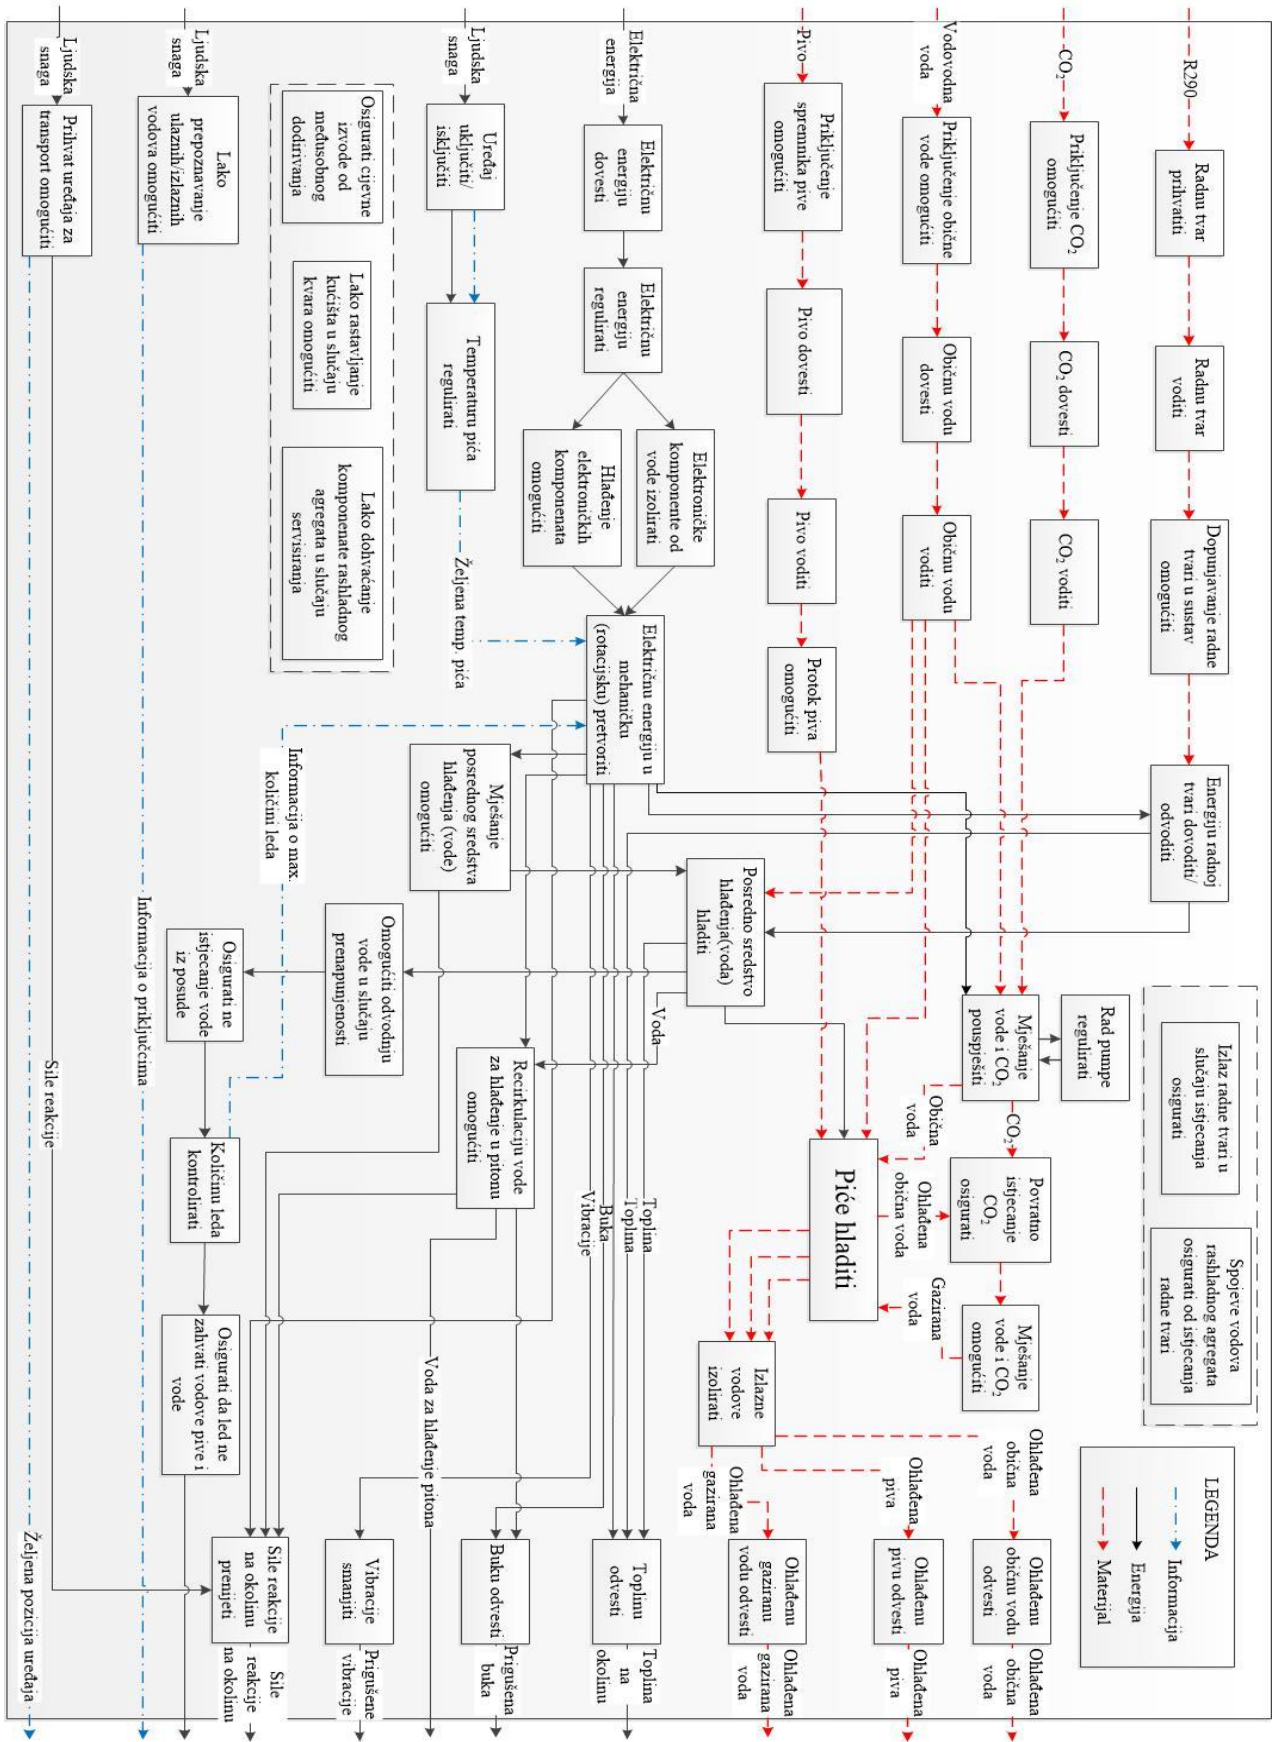 R290
Radnu tvar
prihvatiti
Radnu tvar
voditi
Dopunjavanje radne
tvari u sustav
omogućiti
Energiju radnoj
tvari dovoditi/
odvoditi
Izlaz radne tvari u
slučaju istjecanja
osigurati
Spojeve vodova
rashladnog agregata
osigurati od istjecanja
radne tvari
LEGENDA
Informacija
Energija
Materijal
CO₂
Priključenje CO₂
omogućiti
CO₂ dovesti
CO₂ voditi
Rad pumpe
regulirati
Mješanje
vode i CO₂
pouspješiti
CO₂
Povratno
istjecanje
CO₂
osigurati
Mješanje
vode i CO₂
omogućiti
Ohlađena
obična
voda
Ohlađenu
običnu vodu
odvesti
Ohlađena
obična
voda
Vodovodna
voda
Priključenje obične
vode omogućiti
Običnu vodu
dovesti
Običnu vodu
voditi
Obična
voda
Ohlađena
obična voda
Gazirana
voda
Ohlađena
piva
Ohlađenu
pivu odvesti
Ohlađena
piva
Pivo
Priključenje
spremnika pive
omogućiti
Pivo dovesti
Pivo voditi
Protok piva
omogućiti
Posredno sredstvo
hlađenja(voda)
hladiti
Piće hladiti
Izlazne
vodove
izolirati
Ohlađena
gazirana
voda
Ohlađenu
gaziranu
vodu odvesti
Ohlađena
gazirana
voda
Električna
energija
Električnu
energiju
dovesti
Električnu
energiju
regulirati
Elektroničke
komponente od
vode izolirati
Hlađenje
elektroničkih
komponenata
omogućiti
Električnu energiju u
mehaničku
(rotacijsku) pretvoriti
Voda
Toplina
Toplina
Buka
Vibracije
Toplinu
odvesti
Toplina
na
okolinu
Ljudska
snaga
Uređaj
uključiti/
isključiti
Temperaturu pića
regulirati
Željena temp. pića
Mješanje
posrednog sredstva
hlađenja (vode)
omogućiti
Recirkulaciju vode
za hlađenje u pitonu
omogućiti
Voda za hlađenje pitona
Buku odvesti
Prigušena
buka
Osigurati cijevne
izvode od
međusobnog
dodirivanja
Lako rastavljanje
kućišta u slučaju
kvara omogućiti
Lako dohvaćanje
komponenate rashladnog
agregata u slučaju
servisiranja
Informacija o max.
količini leda
Omogućiti odvodnju
vode u slučaju
prenapunjenosti
Vibracije
smanjiti
Prigušene
vibracije
Ljudska
snaga
Lako
prepoznavanje
ulaznih/izlaznih
vodova omogućiti
Informacija o priključcima
Osigurati ne
istjecanje vode
iz posude
Količinu leda
kontrolirati
Osigurati da led ne
zahvati vodove pive i
vode
Sile reakcije
na okolinu
prenijeti
Sile
reakcije
na okolinu
Ljudska
snaga
Prihvat uređaja za
transport omogućiti
Sile reakcije
Željena pozicija uređaja